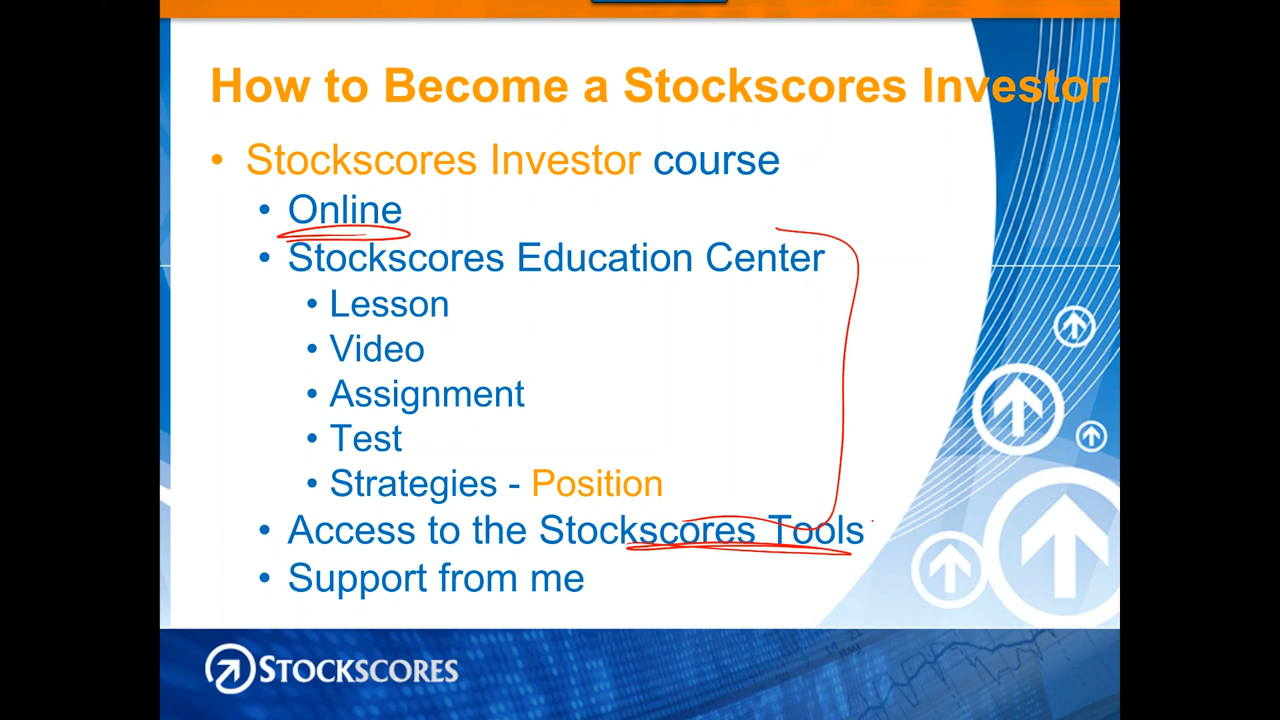 How to Become a Stockscores Investor
• Stockscores Investor course
• Online
• Stockscores Education Center
• Lesson
• Video
• Assignment
• Test
• Strategies - Position
• Access to the Stockscores Tools
• Support from me
STOCKSCORES